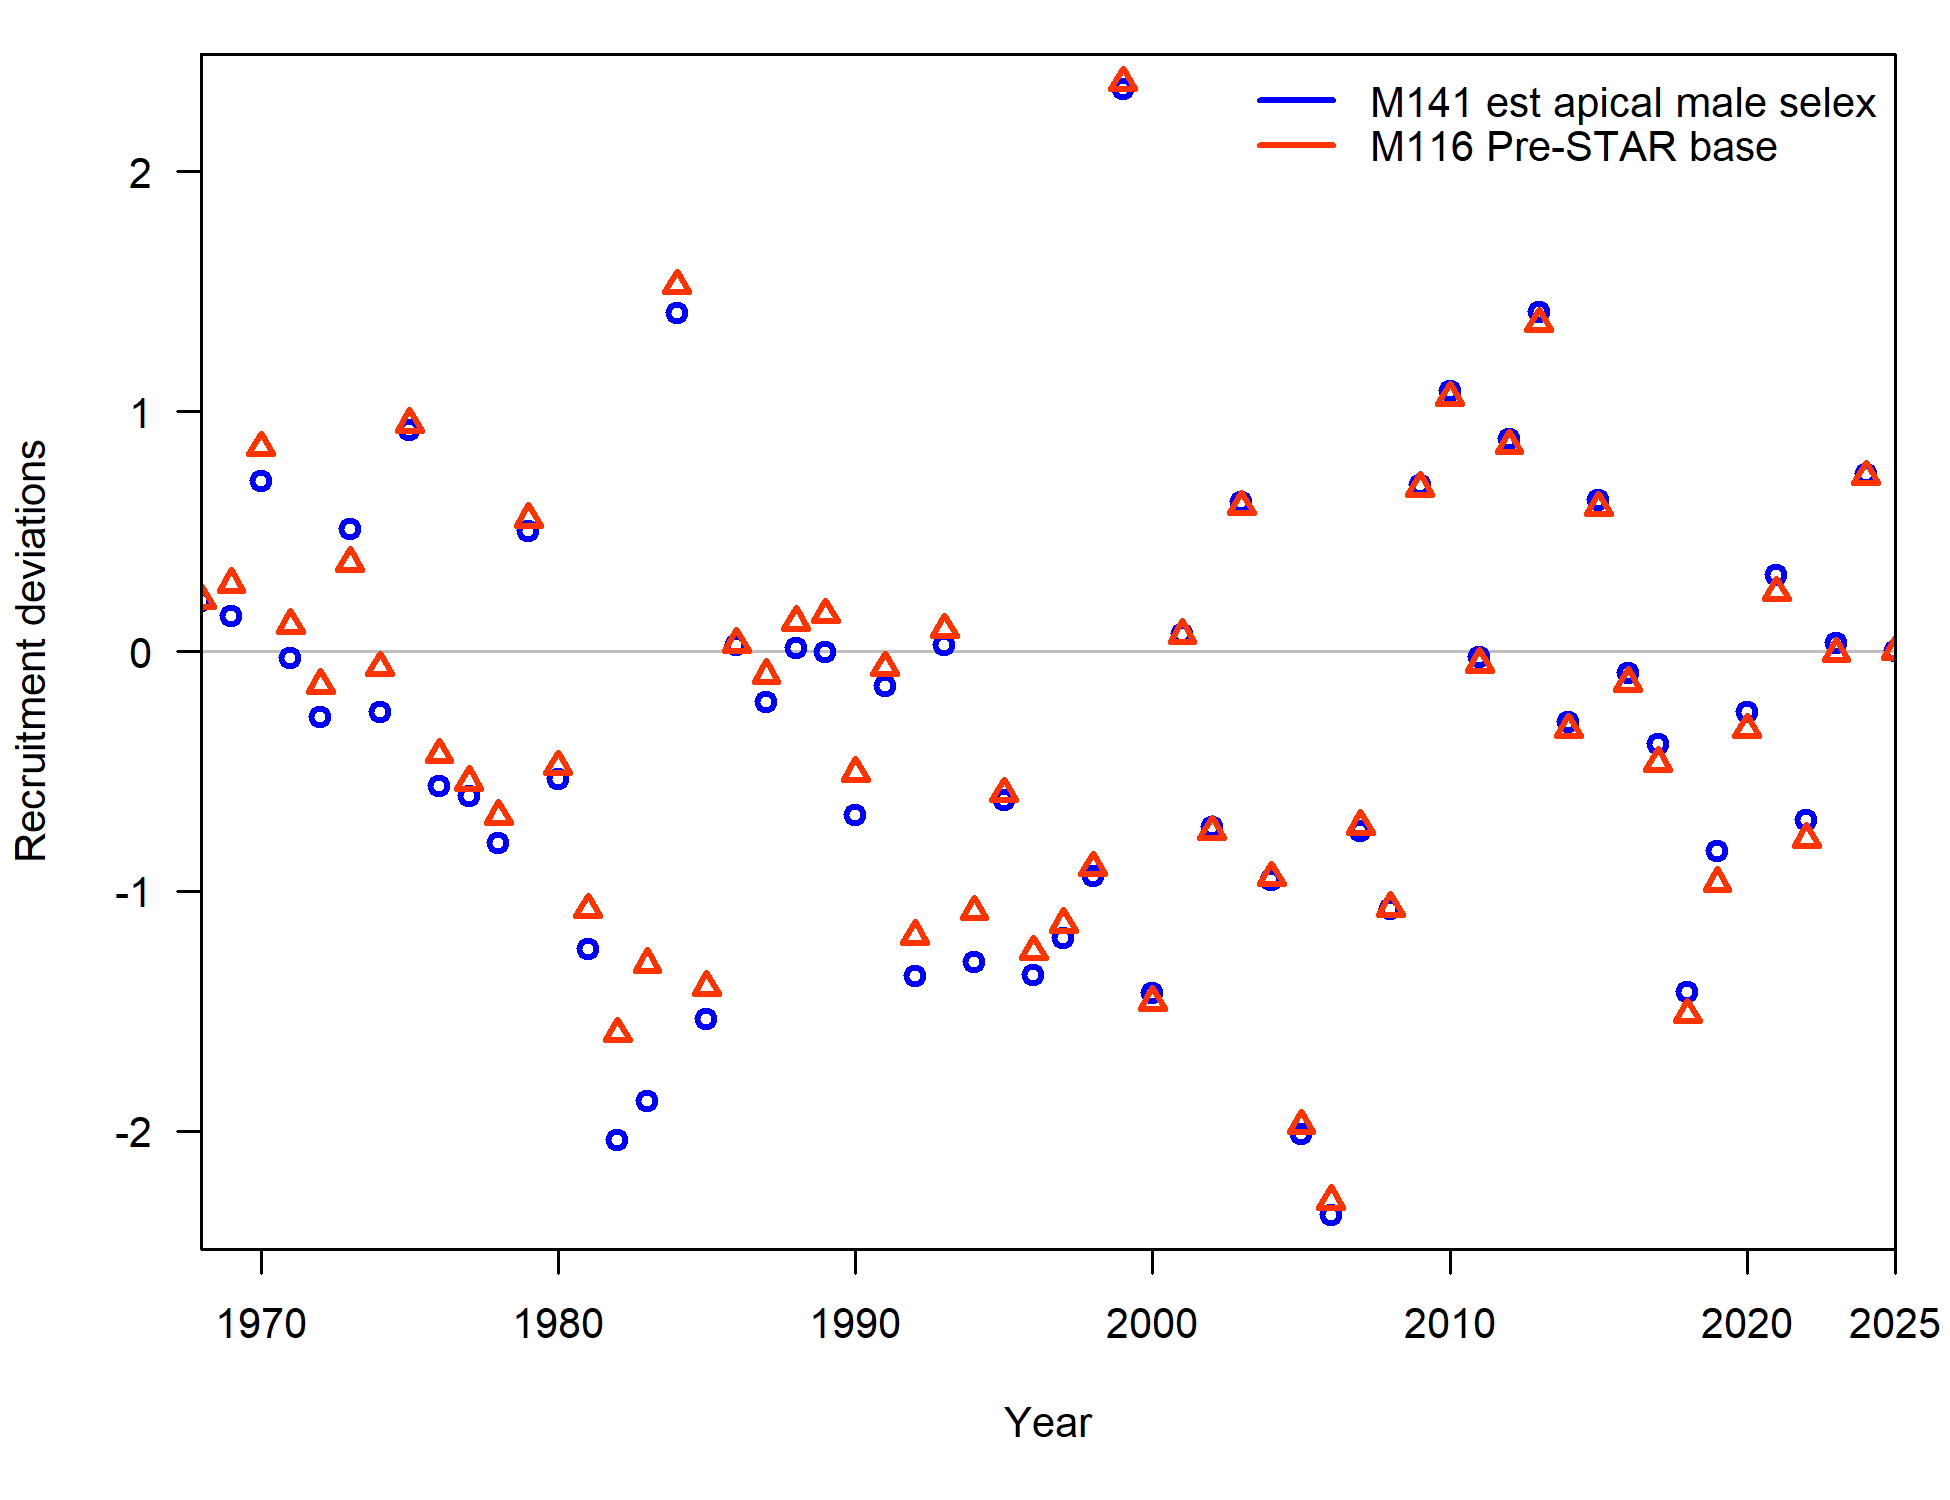 M141 est apical male selex
M116 Pre-STAR base
2
1
0
-1
-2
Recruitment deviations
1970 1980 1990 2000 2010 2020 2025
Year